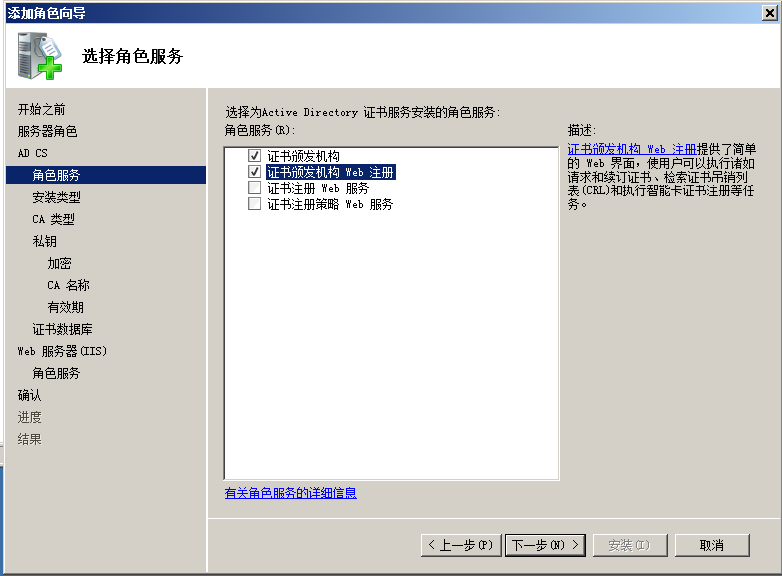 添加角色向导
选择角色服务
开始之前
服务器角色
AD CS
角色服务
安装类型
CA 类型
私钥
加密
CA 名称
有效期
证书数据库
Web 服务器(IIS)
角色服务
确认
进度
结果
选择为Active Directory 证书服务安装的角色服务:
角色服务(R):
证书颁发机构
证书颁发机构 Web 注册
证书注册 Web 服务
证书注册策略 Web 服务
有关角色服务的详细信息
描述:
证书颁发机构 Web 注册提供了简单
的 Web 界面，使用户可以执行诸如
请求和续订证书、检索证书吊销列
表(CRL)和执行智能卡证书注册等任
务。
< 上一步(P)
下一步(N) >
安装(I)
取消